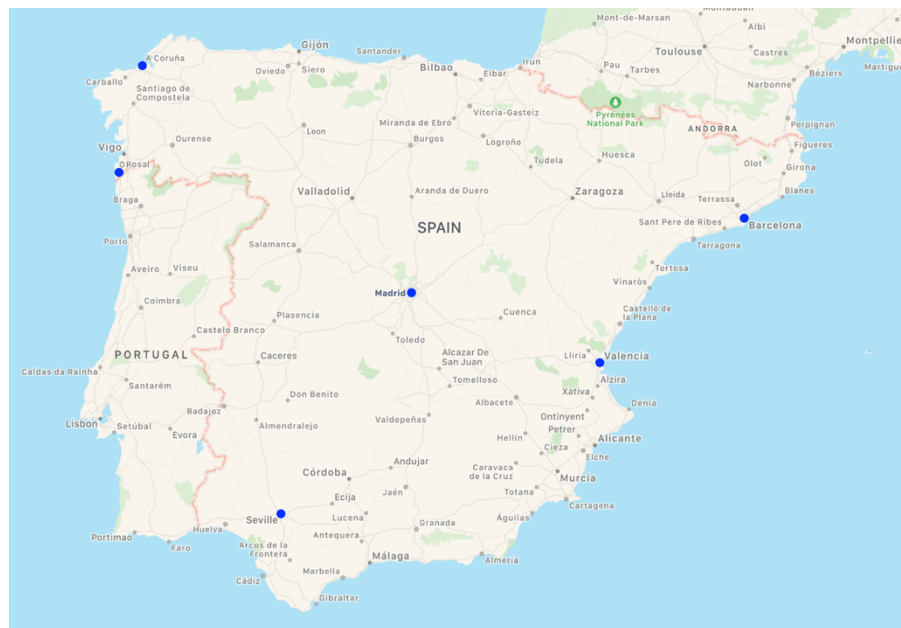 Mont-de-Marsan
Montauban
Albi
Gijón
A Coruña
Santander
Toulouse
Montpellier
Castres
Oviedo
Siero
Bilbao
Irun
Pau
Tarbes
Béziers
Carballo
Eibar
Narbonne
Santiago de
Compostela
Vitoria-Gasteiz
Pyrénées
National Park
Perpignan
Miranda de Ebro
ANDORRA
Leon
Ourense
Burgos
Logroño
Figueres
Vigo
Huesca
Olot
ORosal
Tudela
Girona
Valladolid
Aranda de Duero
Zaragoza
Lleida
Terrassa
Blanes
Braga
SPAIN
Sant Pere de Ribes
Barcelona
Porto
Salamanca
Tarragona
Aveiro
Viseu
Tortosa
Vinaròs
Madrid
Coimbra
Plasencia
Cuenca
Castelló de
la Plana
Castelo Branco
Toledo
PORTUGAL
Caceres
Alcazar De
San Juan
Llíria
Valencia
Caldas da Rainha
Tomelloso
Alzira
Santarém
Don Benito
Albacete
Xàtiva
Dénia
Badajoz
Lisbon
Setúbal
Almendralejo
Valdepeñas
Ontinyent
Evora
Petrer
Hellín
Alicante
Cieza
Elche
Andujar
Caravaca
de la Cruz
Córdoba
Murcia
Jaén
Totana
Ecija
Cartagena
Seville
Lucena
Águilas
Huelva
Granada
Portimao
Antequera
Faro
Arcos de la
Frontera
Málaga
Almeria
Marbella
Cádiz
Gibraltar